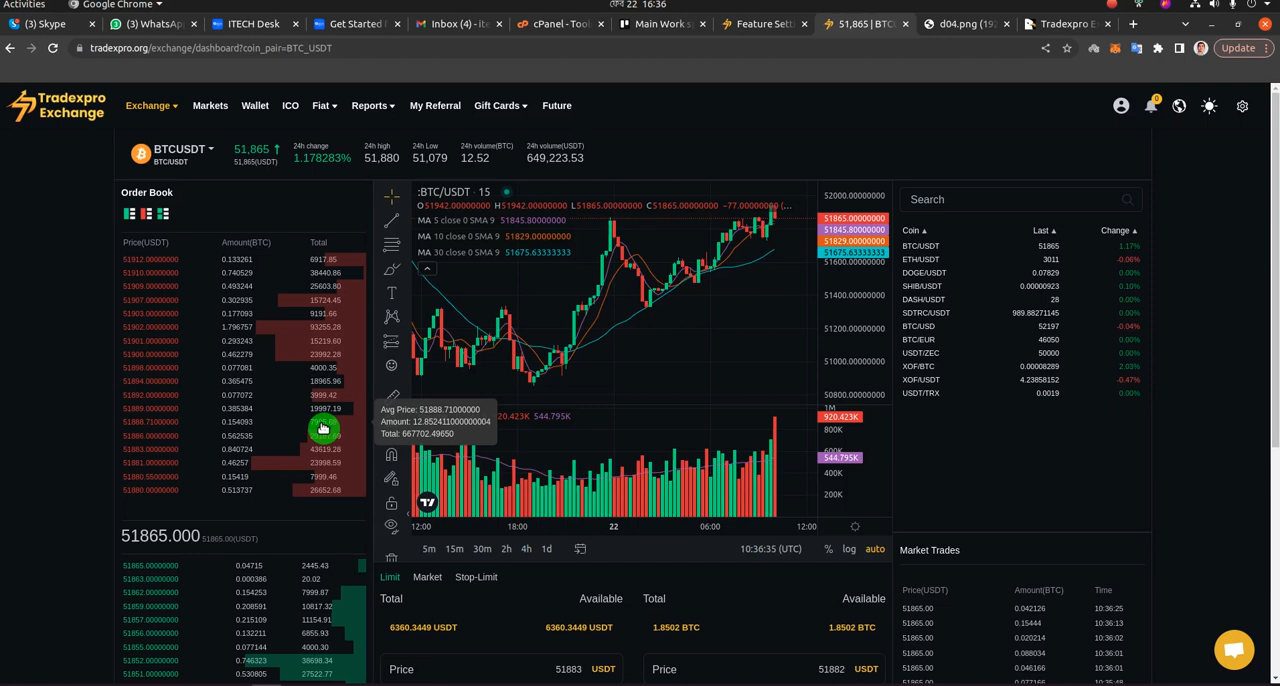 Activities
Google Chrome
ফেব 22 16:36
Skype
WhatsAp
ITECH Desk
Get Started
Inbox (4) - ite
cPanel - Tool
Main Work s
Feature Setti
51,865 | BTC
d04.png (192
Tradexpro E
tradexpro.org/exchange/dashboard?coin_pair=BTC_USDT
Update
Tradexpro Exchange
Exchange
Markets
Wallet
ICO
Fiat
Reports
My Referral
Gift Cards
Future
0
BTCUSDT
BTC/USDT
51,865 ↑
51,865(USDT)
24h change
1.178283%
24h high
51,880
24h Low
51,079
24h volume(BTC)
12.52
24h volume(USDT)
649,223.53
Order Book
Price(USDT) Amount(BTC) Total
51912.00000000 0.133261 6917.85
51910.00000000 0.740529 38440.86
51909.00000000 0.493244 25603.80
51907.00000000 0.302935 15724.45
51903.00000000 0.177093 9191.66
51902.00000000 1.796757 93255.28
51901.00000000 0.293243 15219.60
51900.00000000 0.462279 23992.28
51898.00000000 0.077081 4000.35
51894.00000000 0.365475 18965.96
51892.00000000 0.077072 3999.42
51889.00000000 0.385384 19997.19
51888.71000000 0.154093
51886.00000000 0.562535
51883.00000000 0.840724 43619.28
51881.00000000 0.46257 23998.59
51880.55000000 0.15419 7999.46
51880.00000000 0.513737 26652.68
51865.000 51865.00(USDT)
51865.00000000 0.04715 2445.43
51863.00000000 0.000386 20.02
51862.00000000 0.154253 7999.87
51859.00000000 0.208591 10817.32
51857.00000000 0.215109 11154.91
51856.00000000 0.132211 6855.93
51855.00000000 0.077144 4000.30
51852.00000000 0.746323 38698.34
51851.00000000 0.530805 27522.77
Avg Price: 51888.71000000
Amount: 12.852411000000004
Total: 667702.49650
:BTC/USDT · 15
O51942.00000000 H51942.00000000 L51865.00000000 C51865.00000000 −77.00000000 (...
MA 5 close 0 SMA 9 51845.80000000
MA 10 close 0 SMA 9 51829.00000000
MA 30 close 0 SMA 9 51675.63333333
52000.00000000
51865.00000000
51845.80000000
51829.00000000
51675.63333333
51600.00000000
51400.00000000
51200.00000000
51000.00000000
50800.00000000
20.423K 544.795K
1M
920.423K
800K
600K
544.795K
400K
200K
12:00 18:00 22 06:00 12:00
5m 15m 30m 2h 4h 1d
10:36:35 (UTC) % log auto
Limit Market Stop-Limit
Total Available
6360.3449 USDT 6360.3449 USDT
Price 51883 USDT
Total Available
1.8502 BTC 1.8502 BTC
Price 51882 USDT
Search
Coin Last Change
BTC/USDT 51865 1.17%
ETH/USDT 3011 -0.06%
DOGE/USDT 0.07829 0.00%
SHIB/USDT 0.00000923 0.10%
DASH/USDT 28 0.00%
SDTRC/USDT 989.88271145 0.00%
BTC/USD 52197 -0.04%
BTC/EUR 46050 0.00%
USDT/ZEC 50000 0.00%
XOF/BTC 0.00008289 2.03%
XOF/USDT 4.23858152 -0.47%
USDT/TRX 0.0019 0.00%
Market Trades
Price(USDT) Amount(BTC) Time
51865.00 0.042126 10:36:25
51865.00 0.15444 10:36:13
51865.00 0.020214 10:36:02
51865.00 0.088034 10:36:01
51865.00 0.046166 10:36:01
51865.00 0.077166 10:35:48